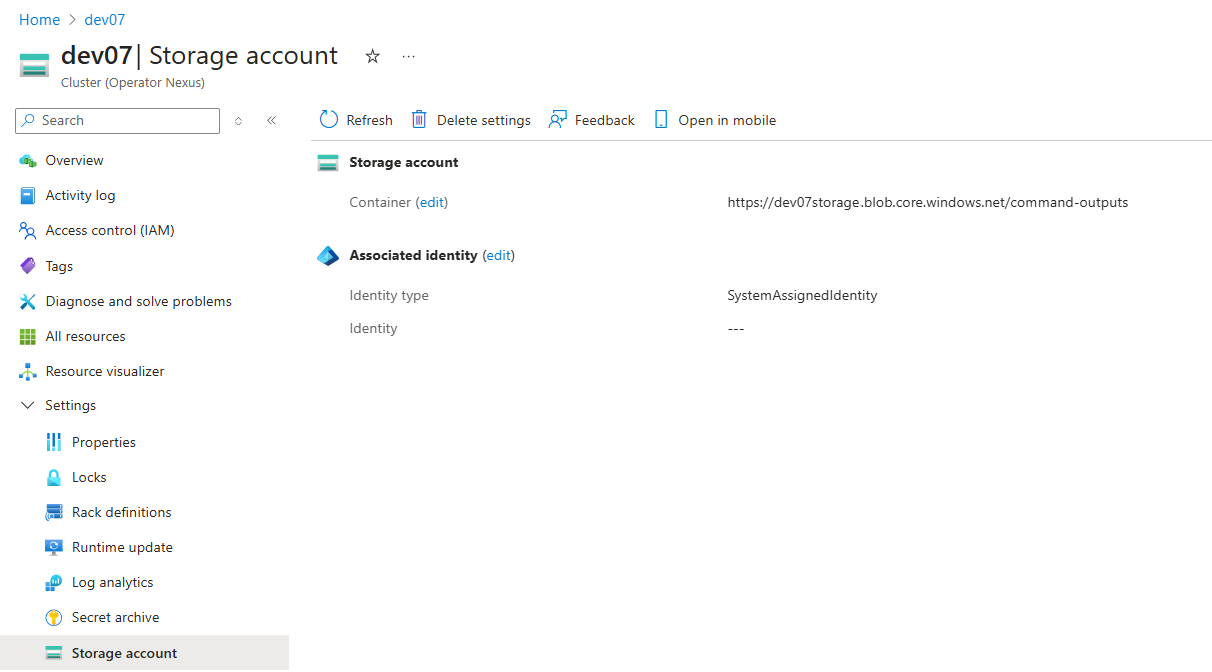 Home > dev07
dev07 | Storage account
Cluster (Operator Nexus)
Search
Overview
Activity log
Access control (IAM)
Tags
Diagnose and solve problems
All resources
Resource visualizer
Settings
Properties
Locks
Rack definitions
Runtime update
Log analytics
Secret archive
Storage account
Refresh Delete settings Feedback Open in mobile
Storage account
Container (edit) https://dev07storage.blob.core.windows.net/command-outputs
Associated identity (edit)
Identity type SystemAssignedIdentity
Identity ---